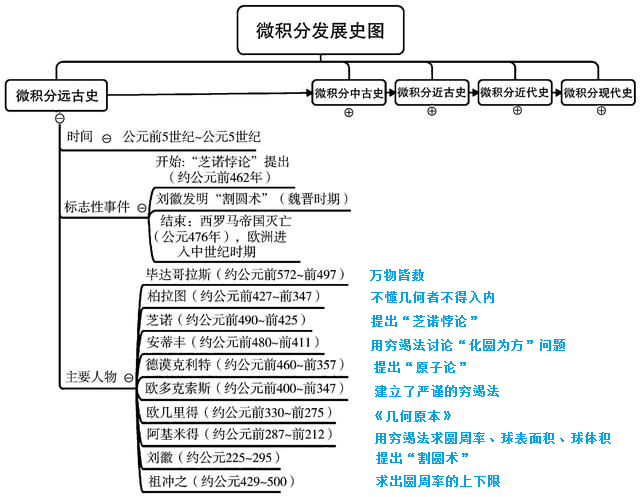 微积分发展史图
微积分远古史
微积分中古史
微积分近古史
微积分近代史
微积分现代史
时间
公元前5世纪~公元5世纪
标志性事件
开始:“芝诺悖论”提出
(约公元前462年)
刘徽发明“割圆术”(魏晋时期)
结束:西罗马帝国灭亡
(公元476年),欧洲进
入中世纪时期
主要人物
毕达哥拉斯(约公元前572~前497) 万物皆数
柏拉图(约公元前427~前347) 不懂几何者不得入内
芝诺(约公元前490~前425) 提出“芝诺悖论”
安蒂丰(约公元前480~前411) 用穷竭法讨论“化圆为方”问题
德谟克利特(约公元前460~前357) 提出“原子论”
欧多克索斯(约公元前400~前347) 建立了严谨的穷竭法
欧几里得(约公元前330~前275) 《几何原本》
阿基米得(约公元前287~前212) 用穷竭法求圆周率、球表面积、球体积
刘徽(约公元225~295) 提出“割圆术”
祖冲之(约公元429~500) 求出圆周率的上下限